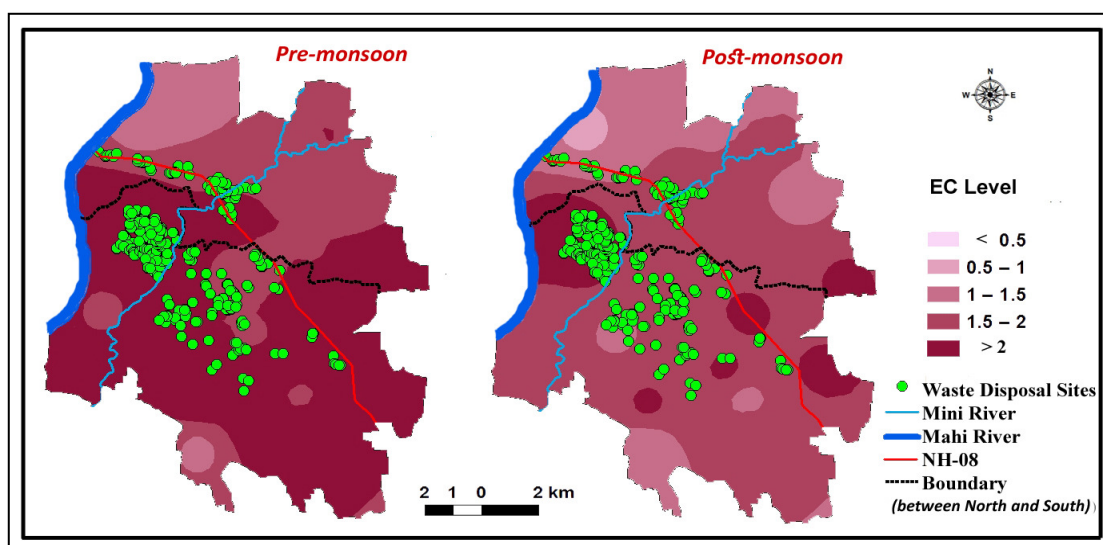 Pre-monsoon
Post-monsoon
N
W E
S
EC Level
< 0.5
0.5 – 1
1 – 1.5
1.5 – 2
> 2
Waste Disposal Sites
Mini River
Mahi River
NH-08
Boundary
(between North and South)
2 1 0 2 km